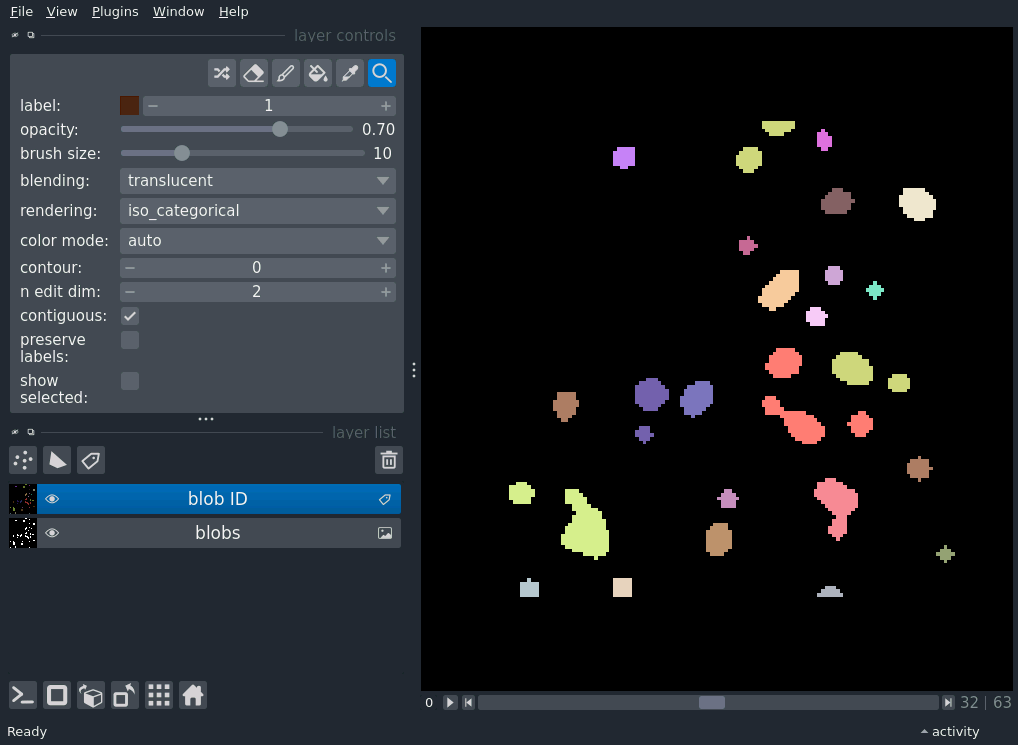 File View Plugins Window Help
layer controls
label: 1
opacity: 0.70
brush size: 10
blending: translucent
rendering: iso_categorical
color mode: auto
contour: 0
n edit dim: 2
contiguous:
preserve
labels:
show
selected:
layer list
blob ID
blobs
0 32 | 63
Ready activity